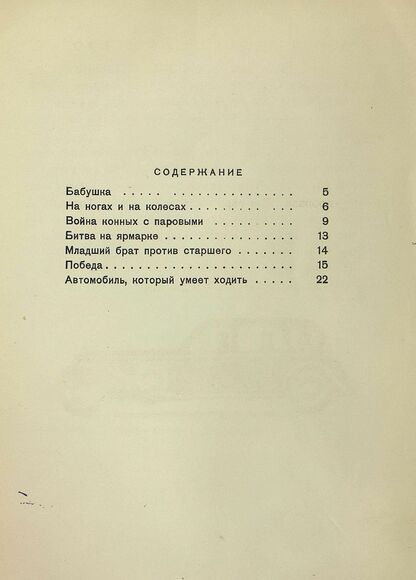 СОДЕРЖАНИЕ
Бабушка ..... ............... 5
На ногах и на колесах......... ... 6
Война конных с паровыми .......... 9
Битва на ярмарке ................ 13
Младший брат против старшего ....... 14
Победа....................... 15
Автомобиль, который умеет ходить ..... 22